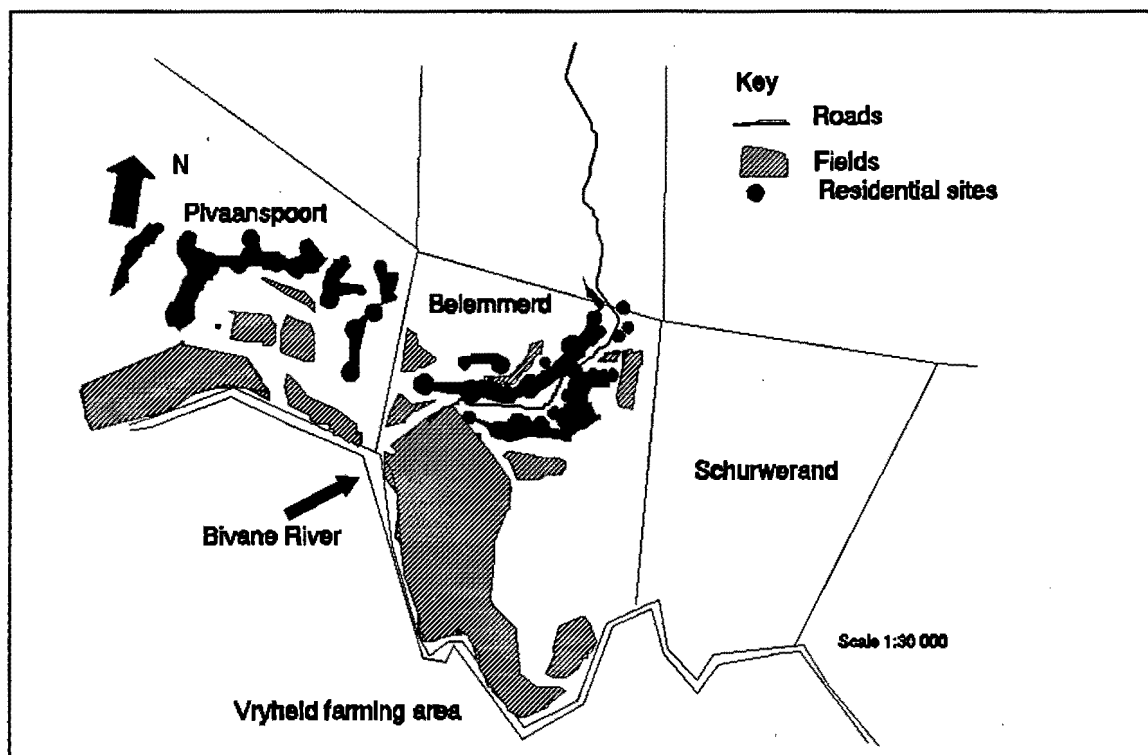 Key
Roads
Fields
Residential sites
N
Pivaanspoort
Belemmerd
Schurwerand
Bivane River
Scale 1:30 000
Vryheid farming area